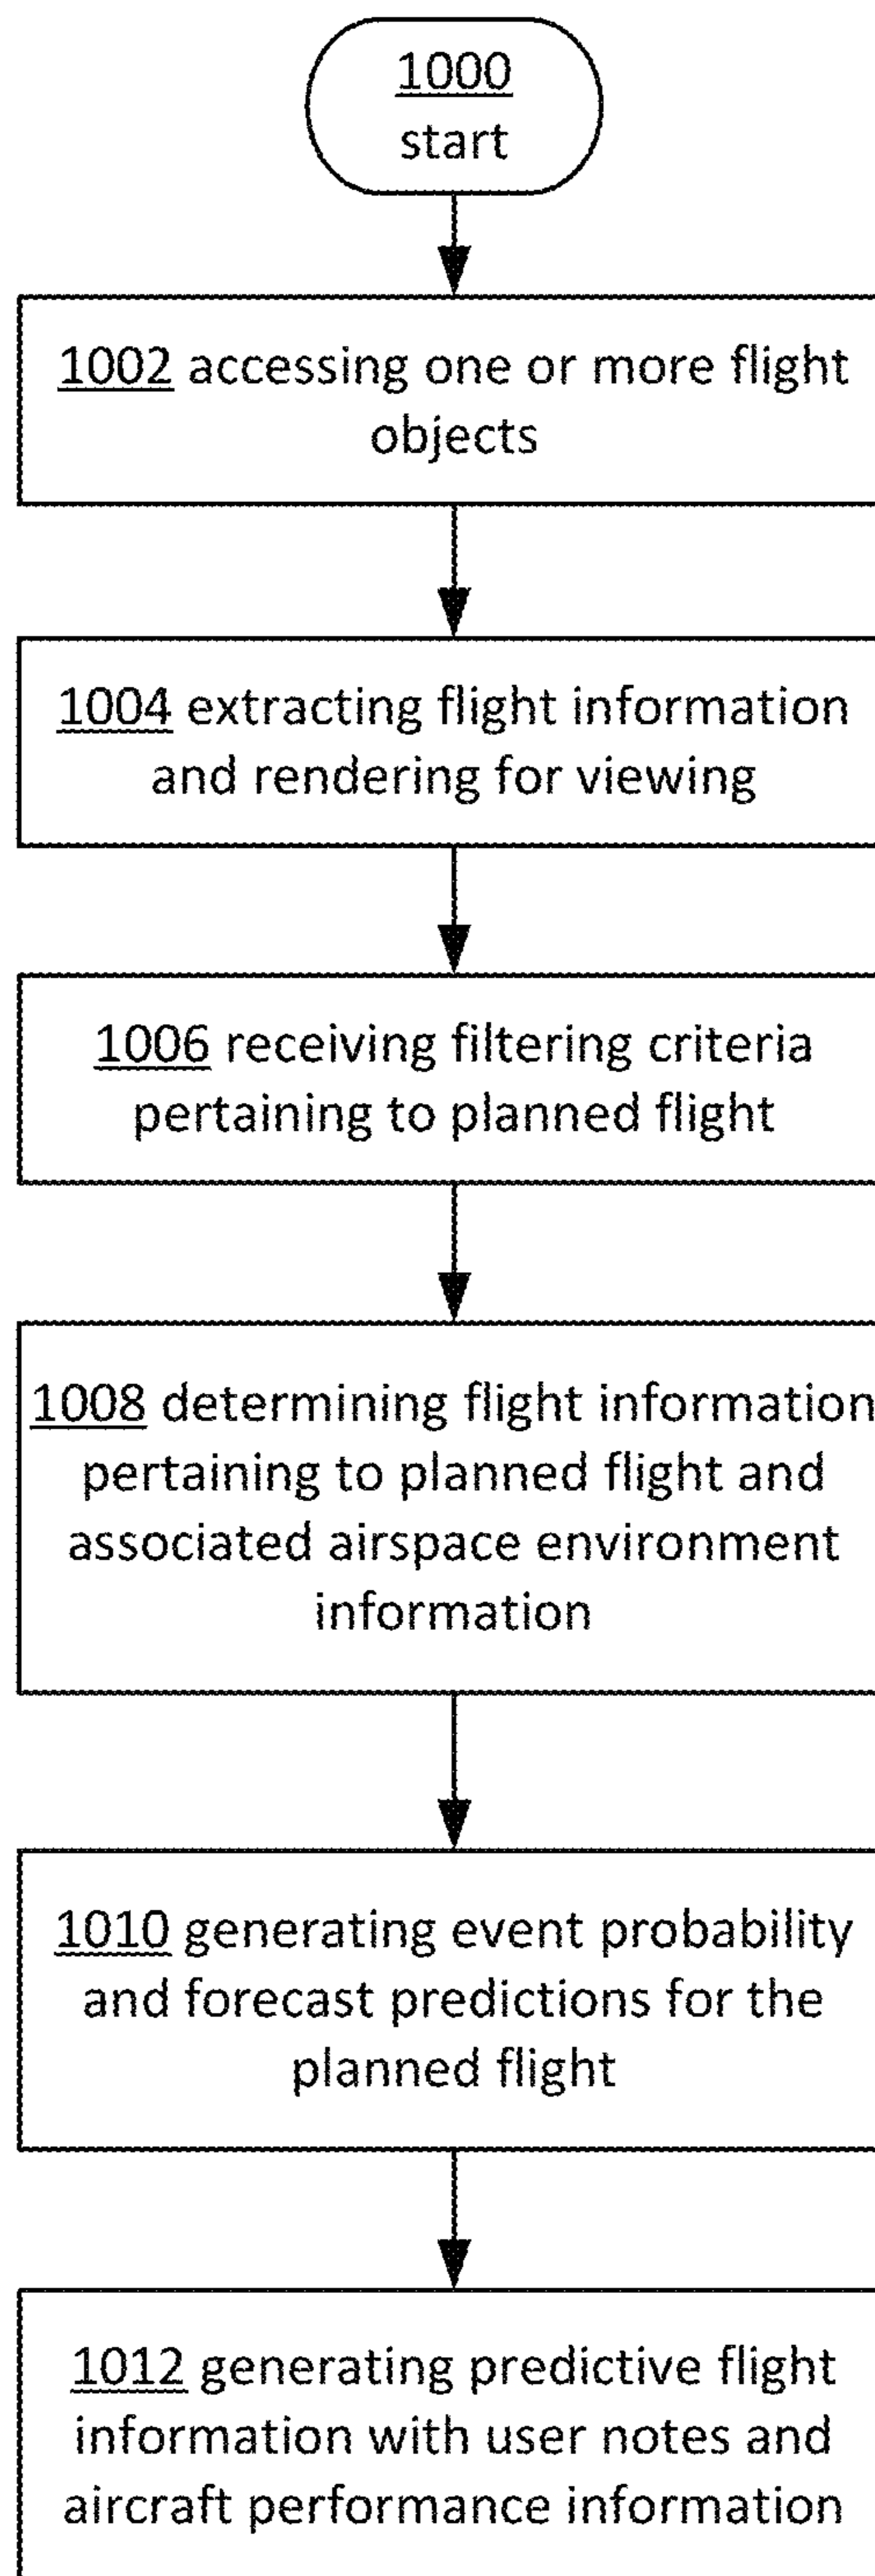 1000
start
1002 accessing one or more flight
objects
1004 extracting flight information
and rendering for viewing
1006 receiving filtering criteria
pertaining to planned flight
1008 determining flight information
pertaining to planned flight and
associated airspace environment
information
1010 generating event probability
and forecast predictions for the
planned flight
1012 generating predictive flight
information with user notes and
aircraft performance information